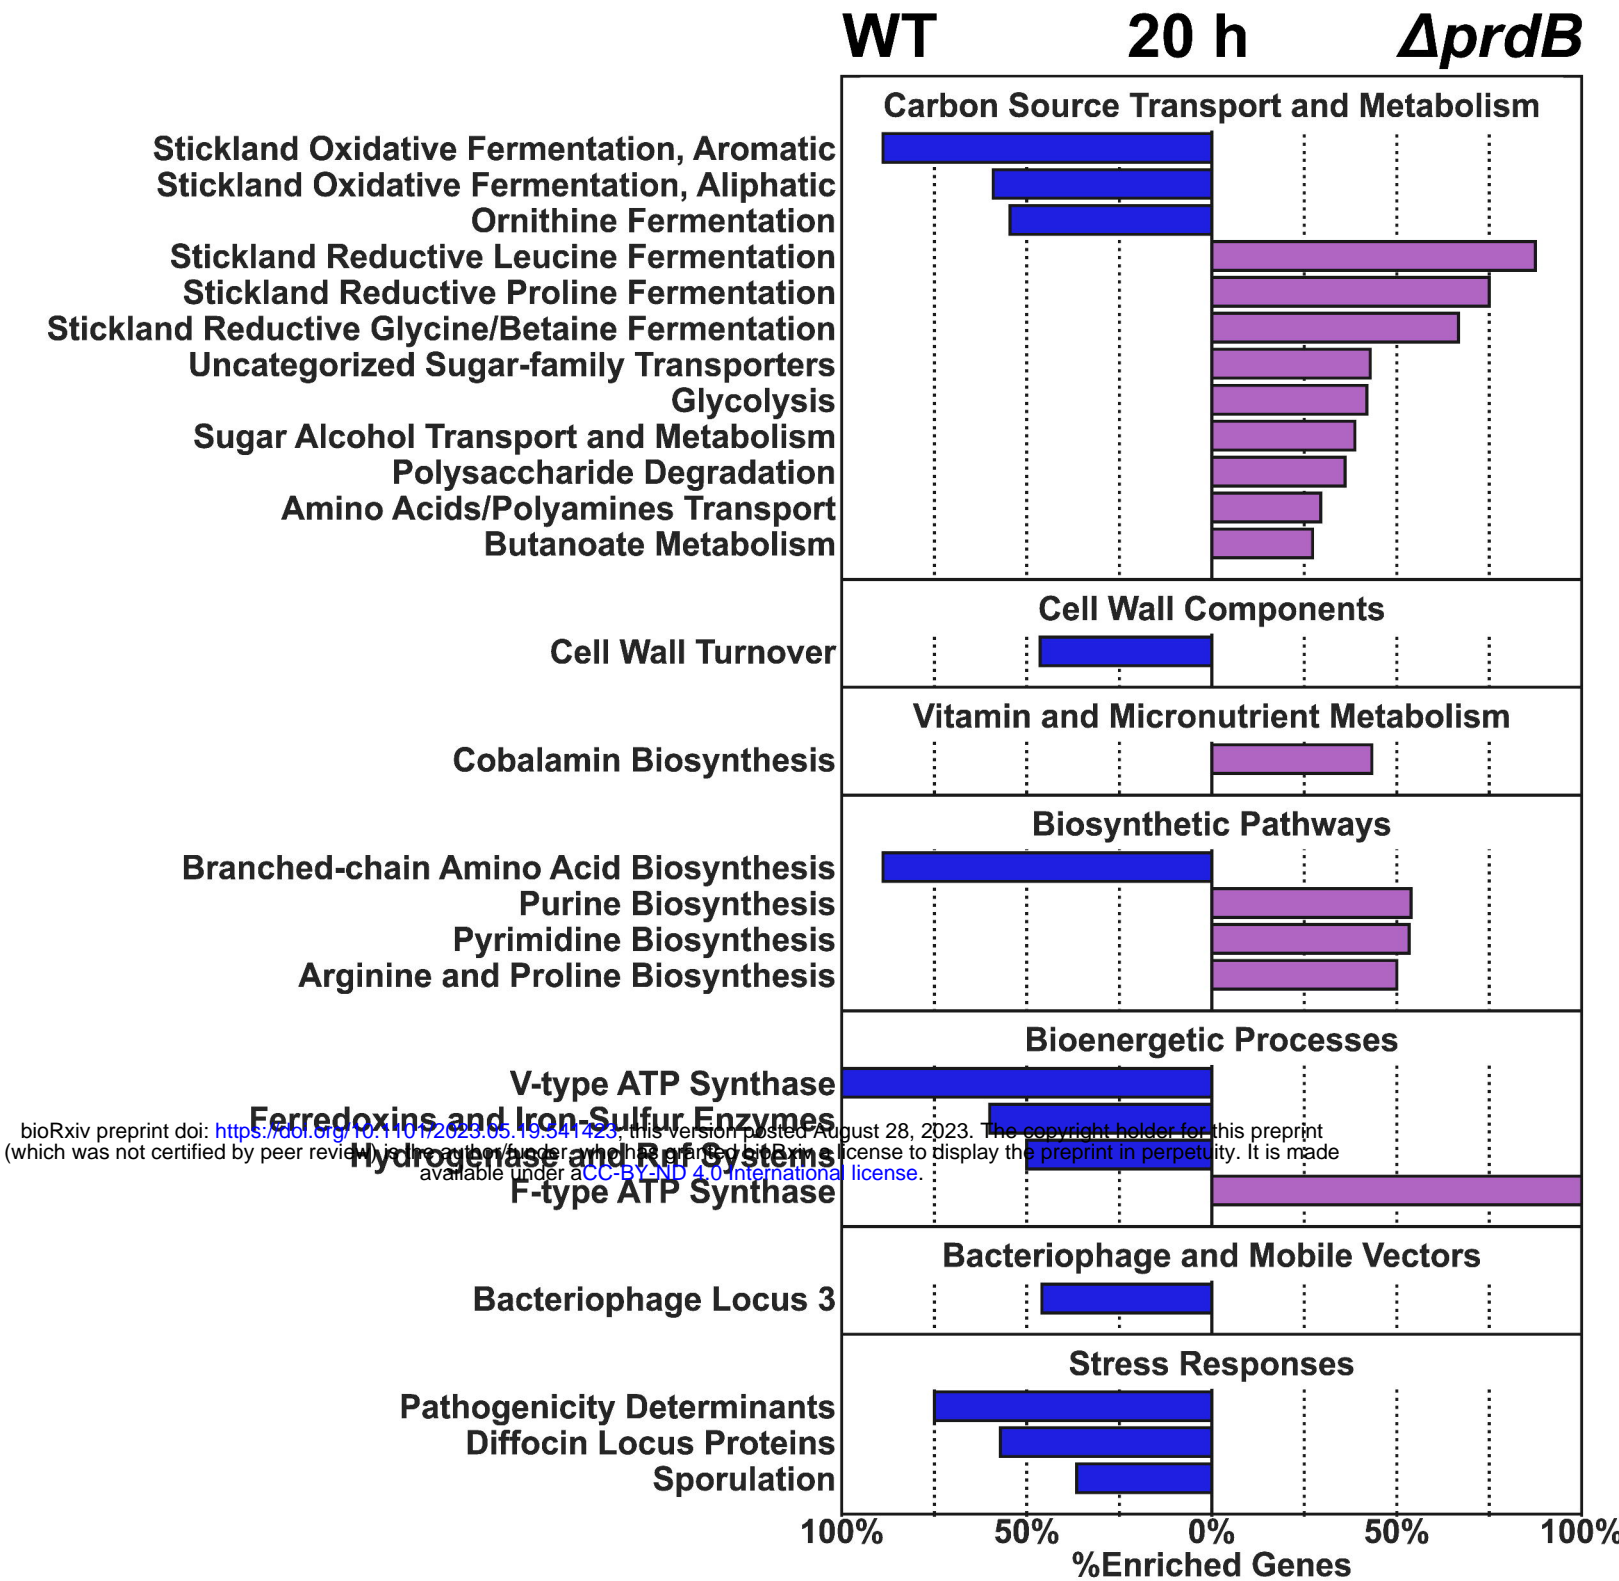 WT 20 h ΔprdB
Carbon Source Transport and Metabolism
Stickland Oxidative Fermentation, Aromatic
Stickland Oxidative Fermentation, Aliphatic
Ornithine Fermentation
Stickland Reductive Leucine Fermentation
Stickland Reductive Proline Fermentation
Stickland Reductive Glycine/Betaine Fermentation
Uncategorized Sugar-family Transporters
Glycolysis
Sugar Alcohol Transport and Metabolism
Polysaccharide Degradation
Amino Acids/Polyamines Transport
Butanoate Metabolism
Cell Wall Components
Cell Wall Turnover
Vitamin and Micronutrient Metabolism
Cobalamin Biosynthesis
Biosynthetic Pathways
Branched-chain Amino Acid Biosynthesis
Purine Biosynthesis
Pyrimidine Biosynthesis
Arginine and Proline Biosynthesis
Bioenergetic Processes
V-type ATP Synthase
Ferredoxins and Iron-Sulfur Enzymes
bioRxiv preprint doi: https://doi.org/10.1101/2023.05.19.541423; this version posted August 28, 2023. The copyright holder for this preprint
(which was not certified by peer review) is the author/funder, who has granted bioRxiv a license to display the preprint in perpetuity. It is made
Hydrogenase and Rnf Systems
available under aCC-BY-ND 4.0 International license.
F-type ATP Synthase
Bacteriophage and Mobile Vectors
Bacteriophage Locus 3
Stress Responses
Pathogenicity Determinants
Diffocin Locus Proteins
Sporulation
100% 50% 0% 50% 100%
%Enriched Genes